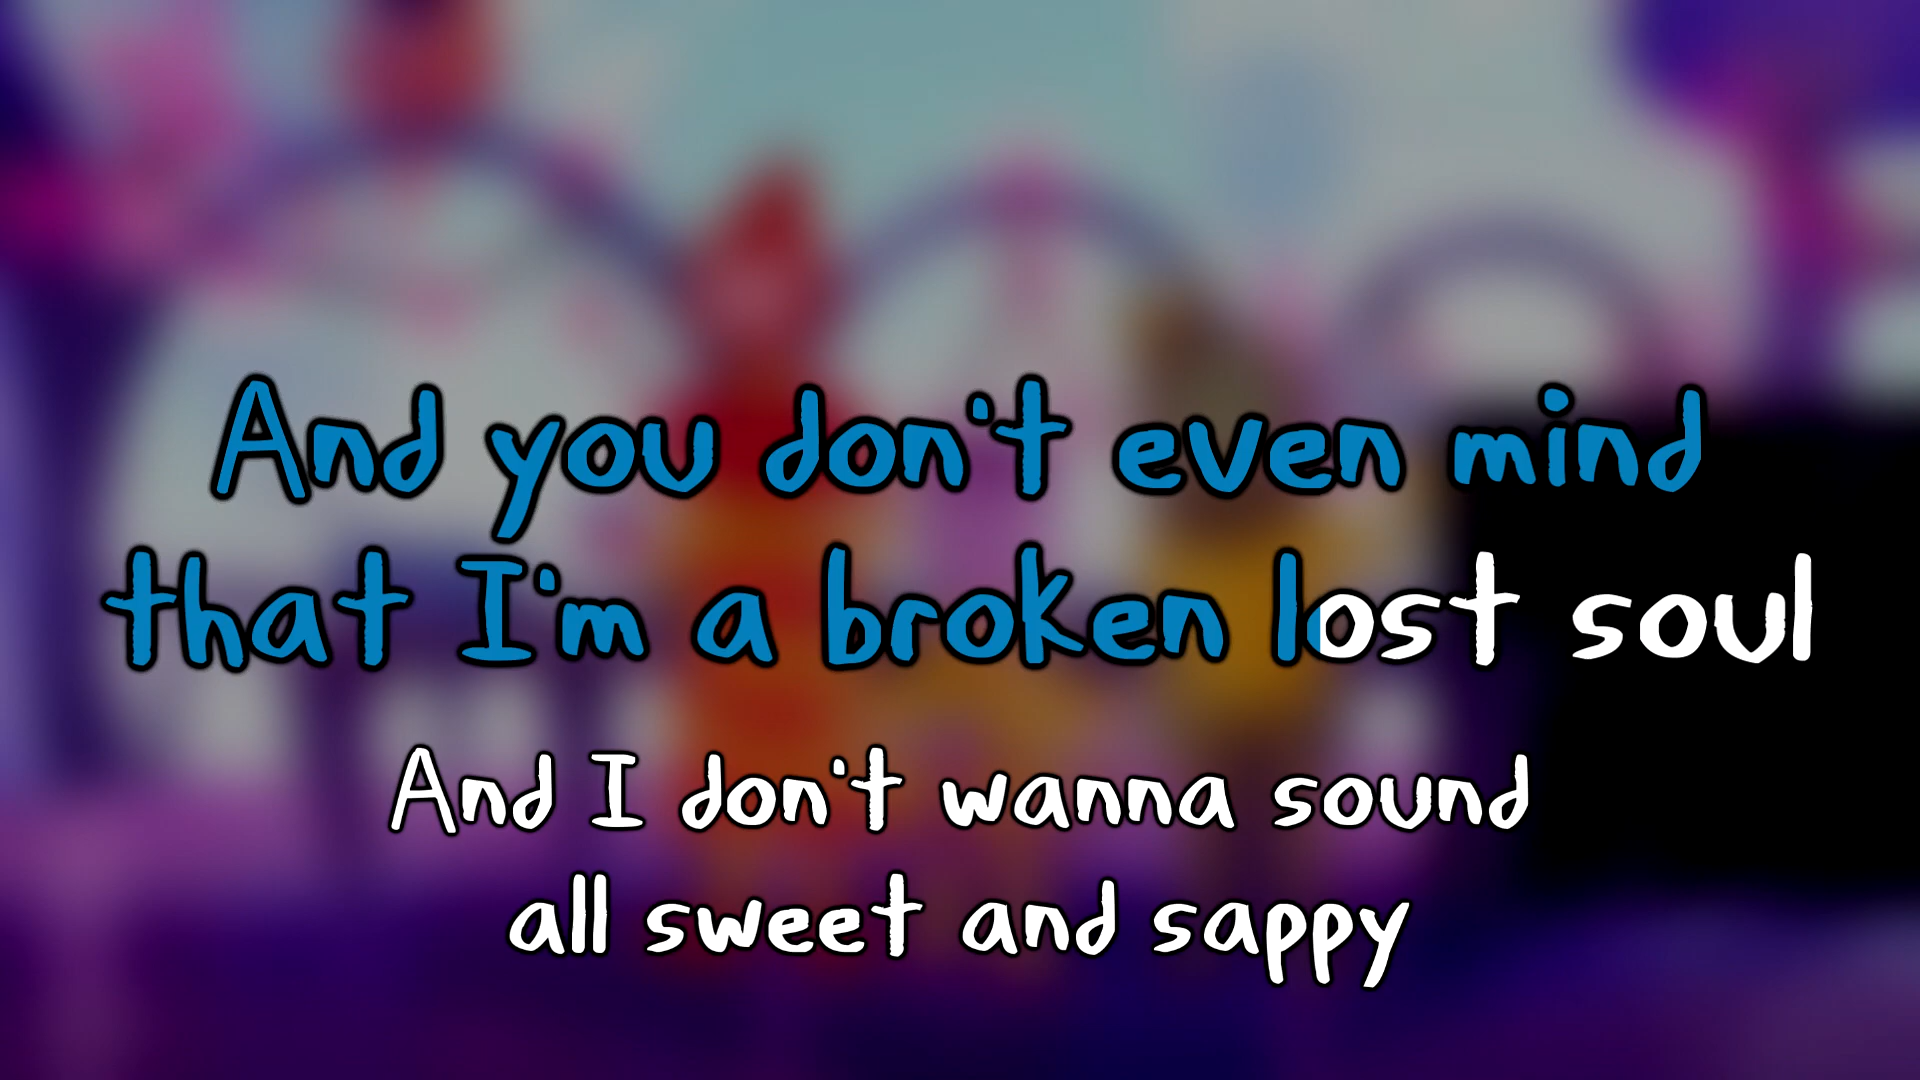 And you don't even mind
that I'm a broken lost soul
And I don't wanna sound
all sweet and sappy